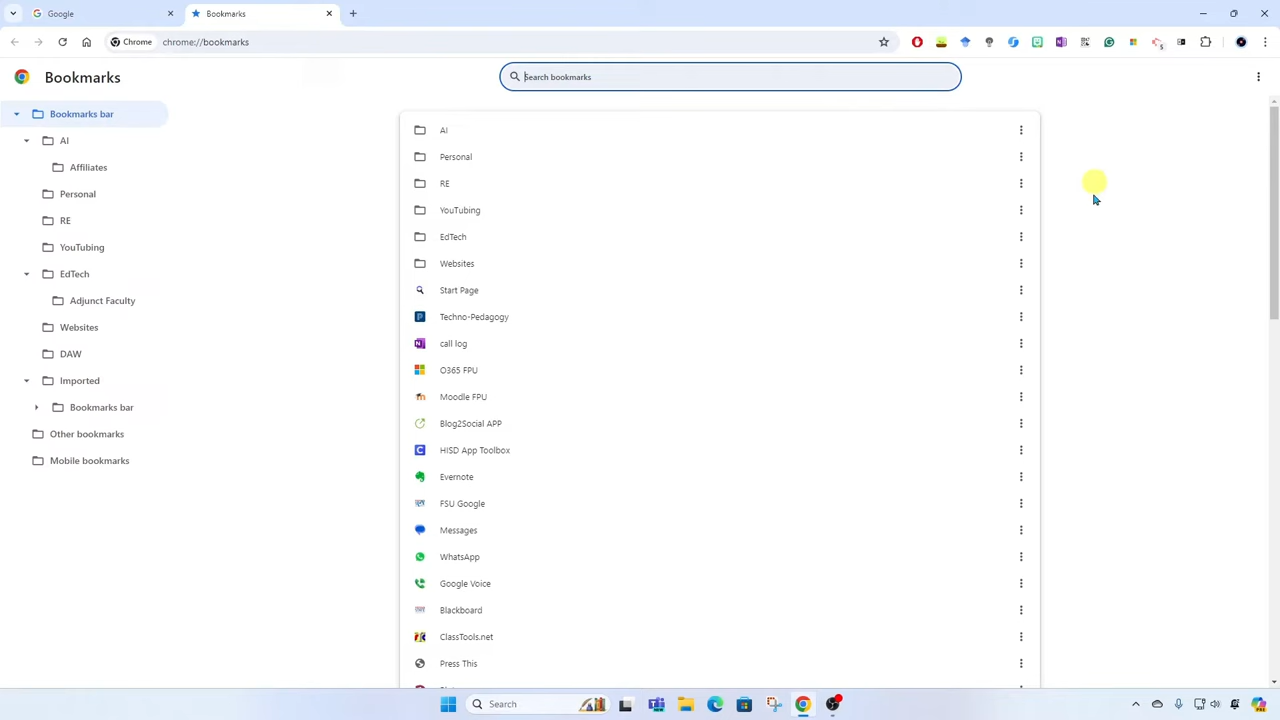 Google
Bookmarks
Chrome
chrome://bookmarks
Bookmarks
Search bookmarks
Bookmarks bar
AI
Affiliates
Personal
RE
YouTubing
EdTech
Adjunct Faculty
Websites
DAW
Imported
Bookmarks bar
Other bookmarks
Mobile bookmarks
AI
Personal
RE
YouTubing
EdTech
Websites
Start Page
Techno-Pedagogy
call log
O365 FPU
Moodle FPU
Blog2Social APP
HISD App Toolbox
Evernote
FSU Google
Messages
WhatsApp
Google Voice
Blackboard
ClassTools.net
Press This
Search